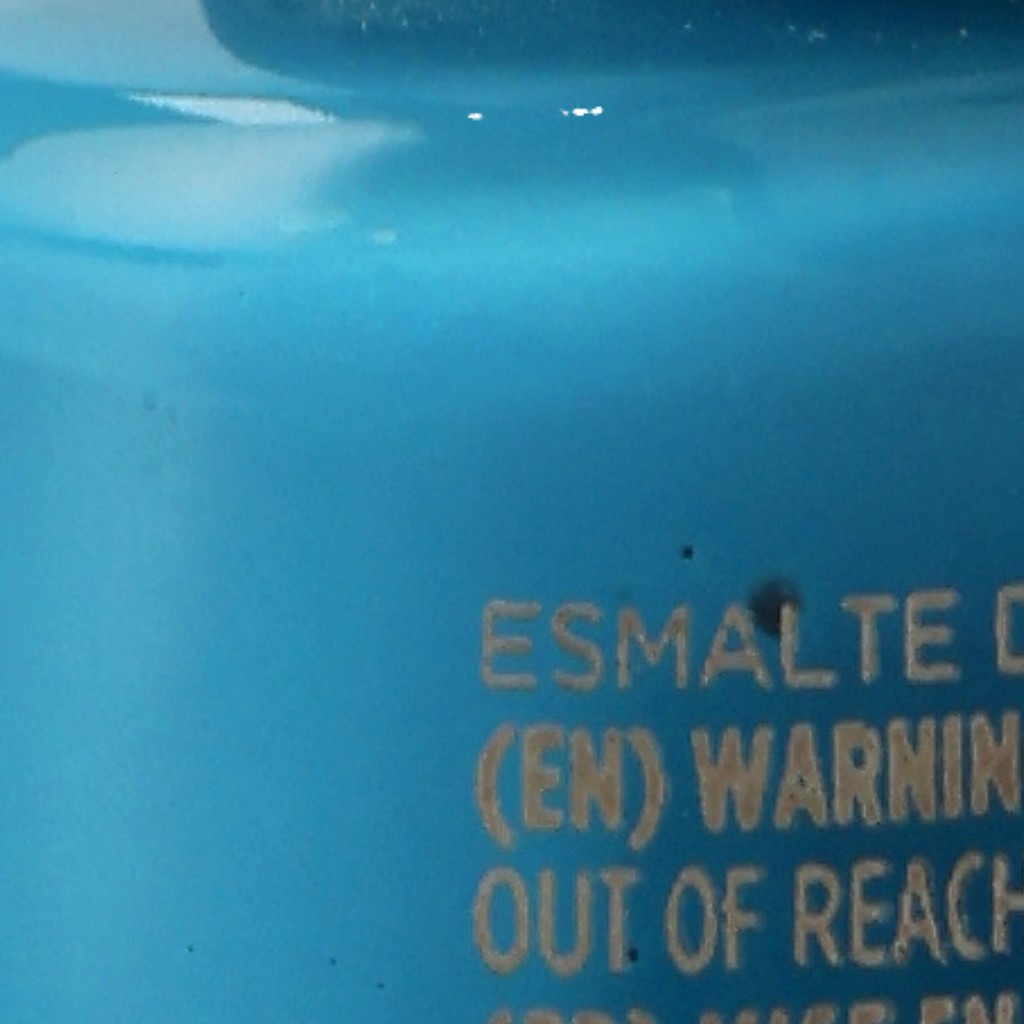 ESMALTE D
(EN) WARNIN
OUT OF REACH